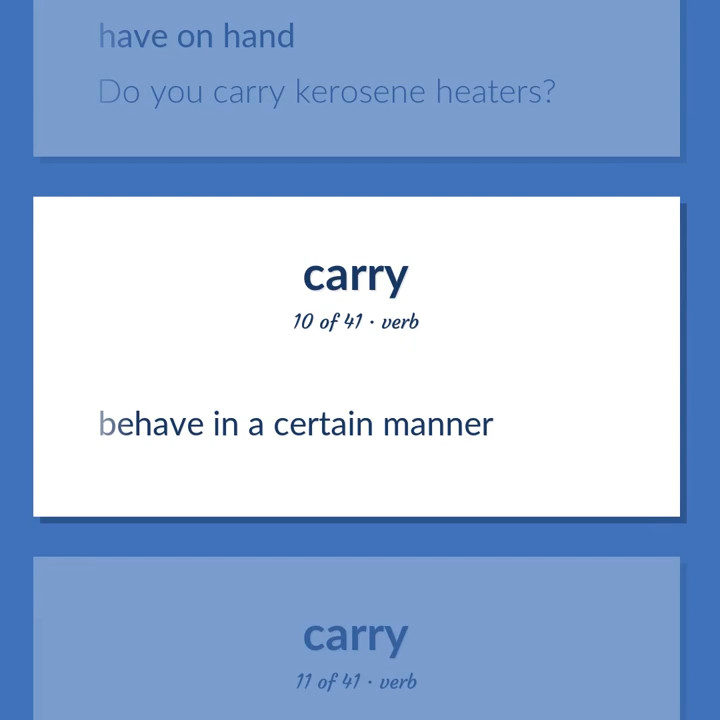 have on hand
Do you carry kerosene heaters?
carry
10 of 41 · verb
behave in a certain manner
carry
11 of 41 · verb